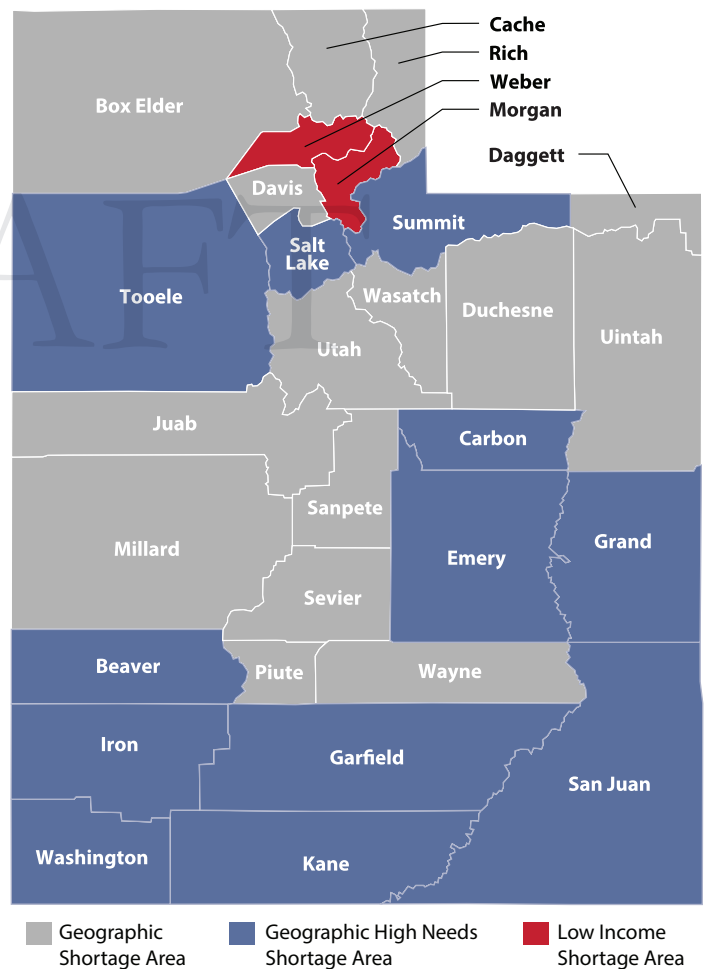 Cache
Rich
Weber
Morgan
Box Elder
Daggett
Davis
Summit
Salt
Lake
Tooele
Wasatch
Duchesne
Uintah
Utah
AFT
Juab
Carbon
Sanpete
Millard
Emery
Grand
Sevier
Beaver
Piute
Wayne
Iron
Garfield
San Juan
Washington
Kane
Geographic
Shortage Area
Geographic High Needs
Shortage Area
Low Income
Shortage Area